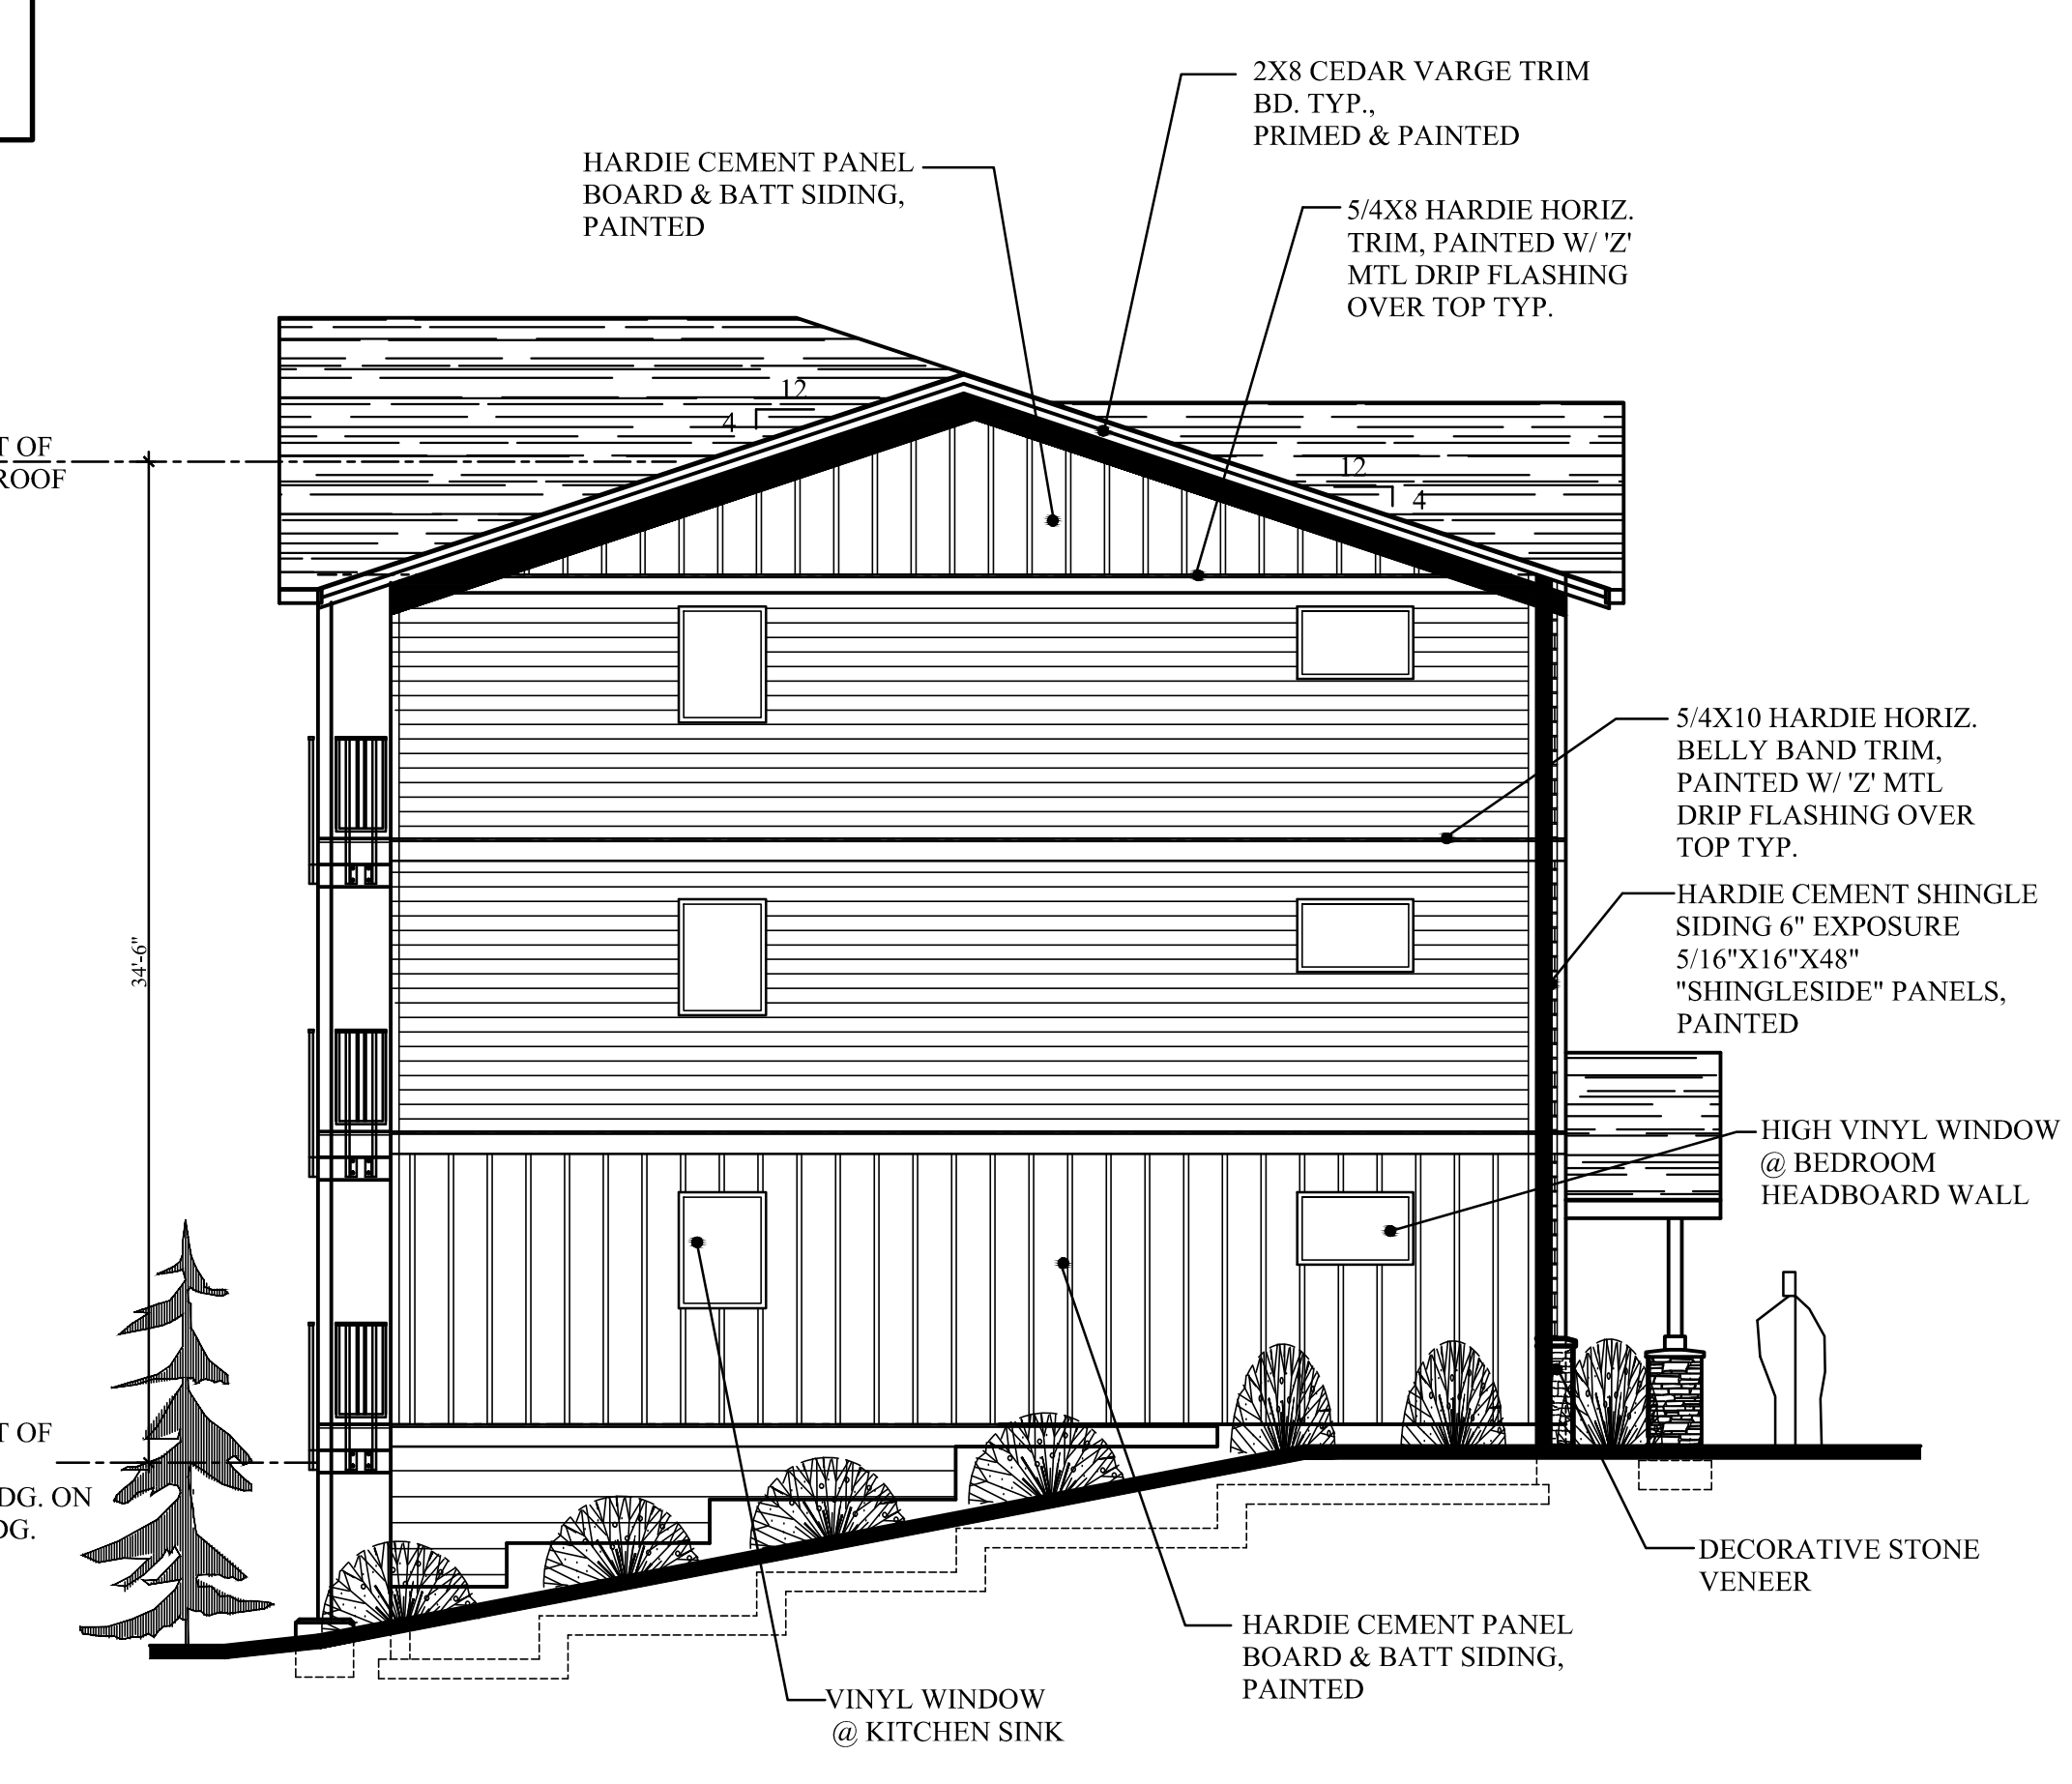 2X8 CEDAR VARGE TRIM
BD. TYP.,
PRIMED & PAINTED
HARDIE CEMENT PANEL
BOARD & BATT SIDING,
PAINTED
5/4X8 HARDIE HORIZ.
TRIM, PAINTED W/ 'Z'
MTL DRIP FLASHING
OVER TOP TYP.
12
4
T OF
ROOF
12
4
5/4X10 HARDIE HORIZ.
BELLY BAND TRIM,
PAINTED W/ 'Z' MTL
DRIP FLASHING OVER
TOP TYP.
HARDIE CEMENT SHINGLE
SIDING 6" EXPOSURE
5/16"X16"X48"
"SHINGLESIDE" PANELS,
PAINTED
34'-6"
HIGH VINYL WINDOW
@ BEDROOM
HEADBOARD WALL
T OF
DG. ON
DG.
DECORATIVE STONE
VENEER
HARDIE CEMENT PANEL
BOARD & BATT SIDING,
PAINTED
VINYL WINDOW
@ KITCHEN SINK